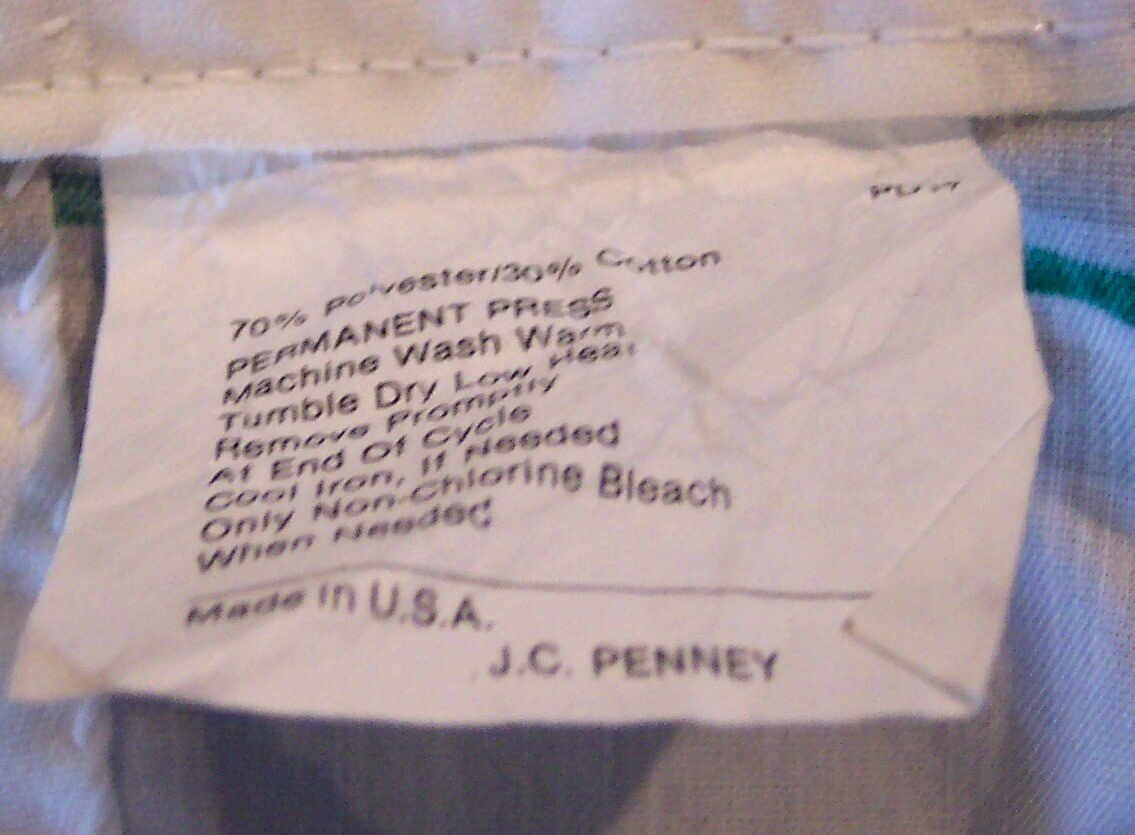 70% Polyester/30% Cotton
PERMANENT PRESS
Machine Wash Warm
Tumble Dry Low Heat
Remove Promptly
At End Of Cycle
Cool Iron, If Needed
Only Non-Chlorine Bleach
When Needed
Made in U.S.A.
J.C. PENNEY